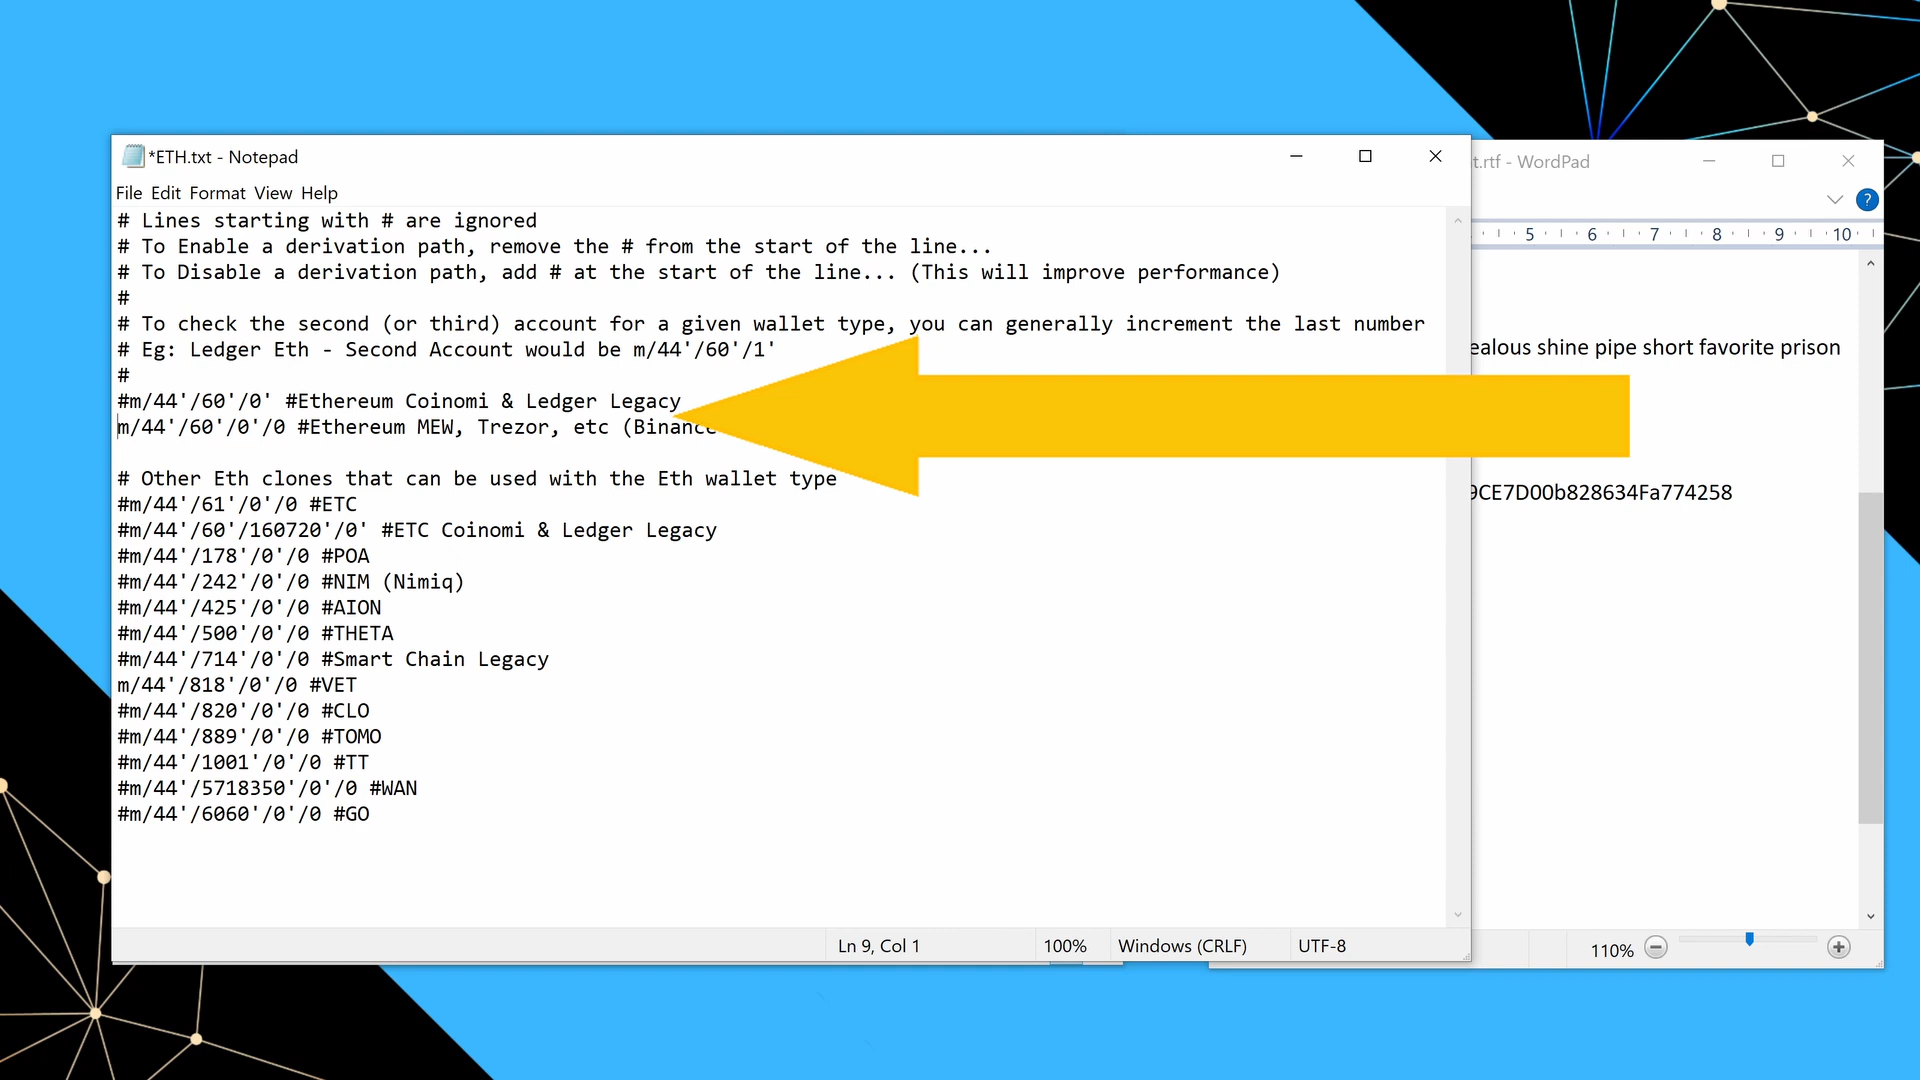 *ETH.txt - Notepad
File Edit Format View Help
# Lines starting with # are ignored
# To Enable a derivation path, remove the # from the start of the line...
# To Disable a derivation path, add # at the start of the line... (This will improve performance)
#
# To check the second (or third) account for a given wallet type, you can generally increment the last number
# Eg: Ledger Eth - Second Account would be m/44'/60'/1'
#
#m/44'/60'/0' #Ethereum Coinomi & Ledger Legacy
m/44'/60'/0'/0 #Ethereum MEW, Trezor, etc (Binance
# Other Eth clones that can be used with the Eth wallet type
#m/44'/61'/0'/0 #ETC
#m/44'/60'/160720'/0' #ETC Coinomi & Ledger Legacy
#m/44'/178'/0'/0 #POA
#m/44'/242'/0'/0 #NIM (Nimiq)
#m/44'/425'/0'/0 #AION
#m/44'/500'/0'/0 #THETA
#m/44'/714'/0'/0 #Smart Chain Legacy
m/44'/818'/0'/0 #VET
#m/44'/820'/0'/0 #CLO
#m/44'/889'/0'/0 #TOMO
#m/44'/1001'/0'/0 #TT
#m/44'/5718350'/0'/0 #WAN
#m/44'/6060'/0'/0 #GO
Ln 9, Col 1 100% Windows (CRLF) UTF-8
t.rtf - WordPad
?
5 6 7 8 9 10
ealous shine pipe short favorite prison
9CE7D00b828634Fa774258
110%